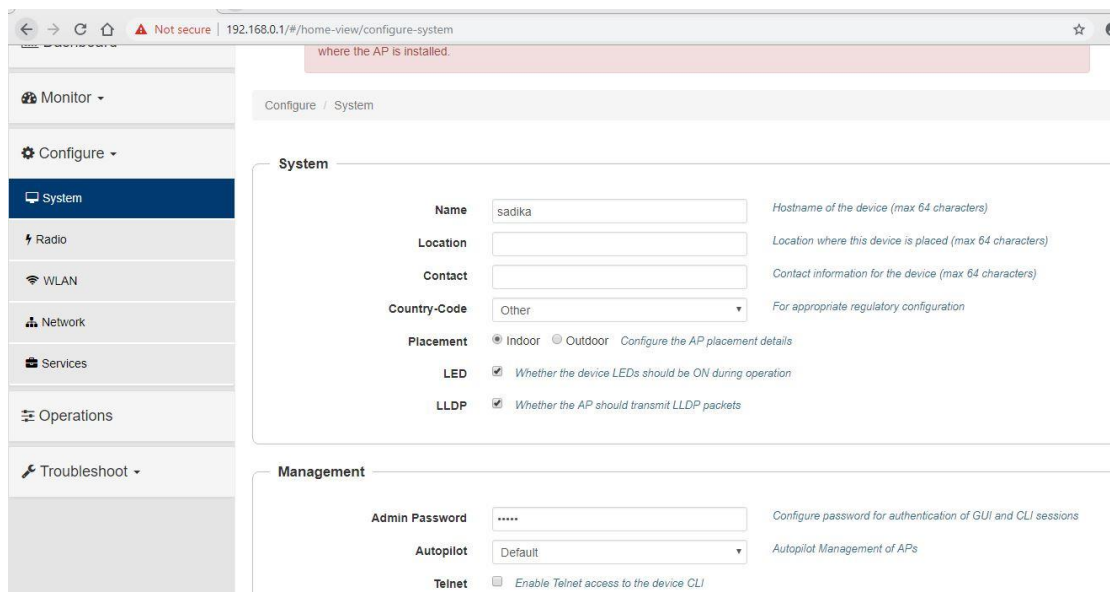 Not secure | 192.168.0.1/#/home-view/configure-system
Dashboard
where the AP is installed.
Monitor
Configure / System
Configure
System
System
Name sadika Hostname of the device (max 64 characters)
Radio
Location Location where this device is placed (max 64 characters)
WLAN
Contact Contact information for the device (max 64 characters)
Network
Country-Code Other For appropriate regulatory configuration
Placement Indoor Outdoor Configure the AP placement details
Services
LED Whether the device LEDs should be ON during operation
LLDP Whether the AP should transmit LLDP packets
Operations
Troubleshoot
Management
Admin Password ••••• Configure password for authentication of GUI and CLI sessions
Autopilot Default Autopilot Management of APs
Telnet Enable Telnet access to the device CLI